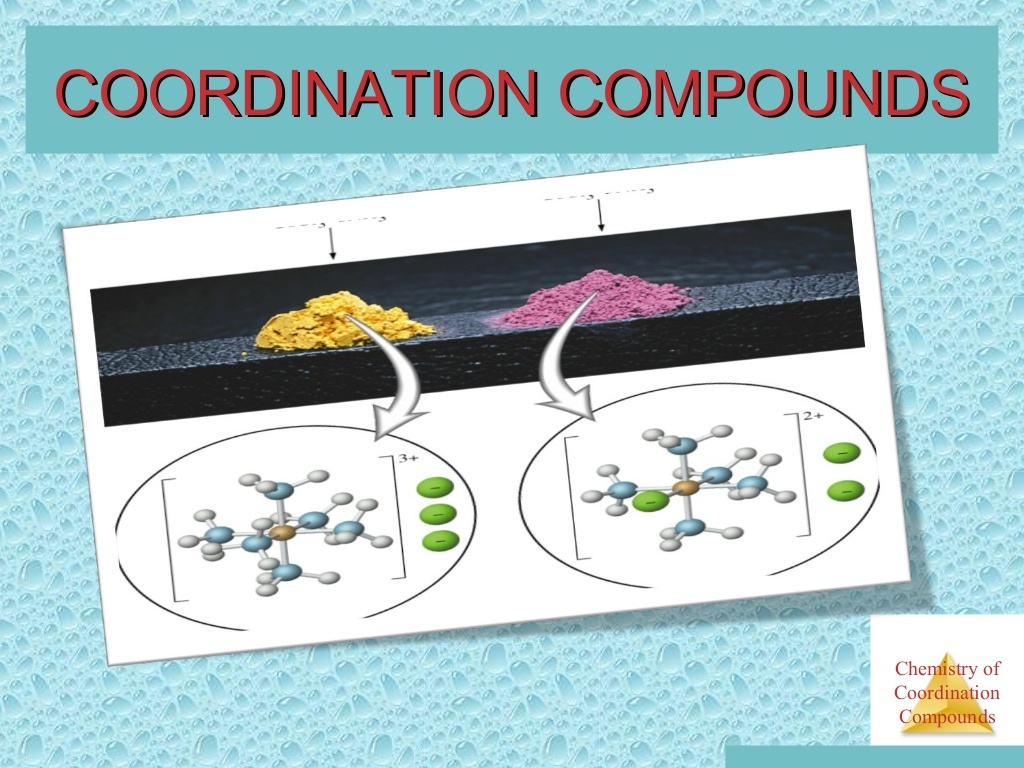 COORDINATION COMPOUNDS
3+
2+
−
−
−
−
−
Chemistry of
Coordination
Compounds